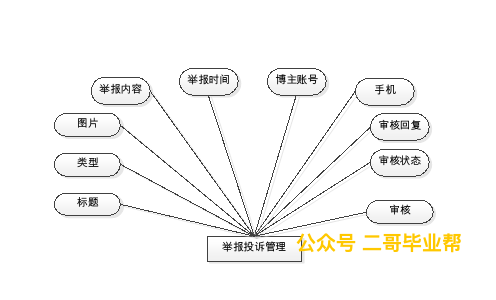 举报时间
博主账号
举报内容
手机
图片
审核回复
类型
审核状态
标题
审核
举报投诉管理
公众号 二哥毕业帮